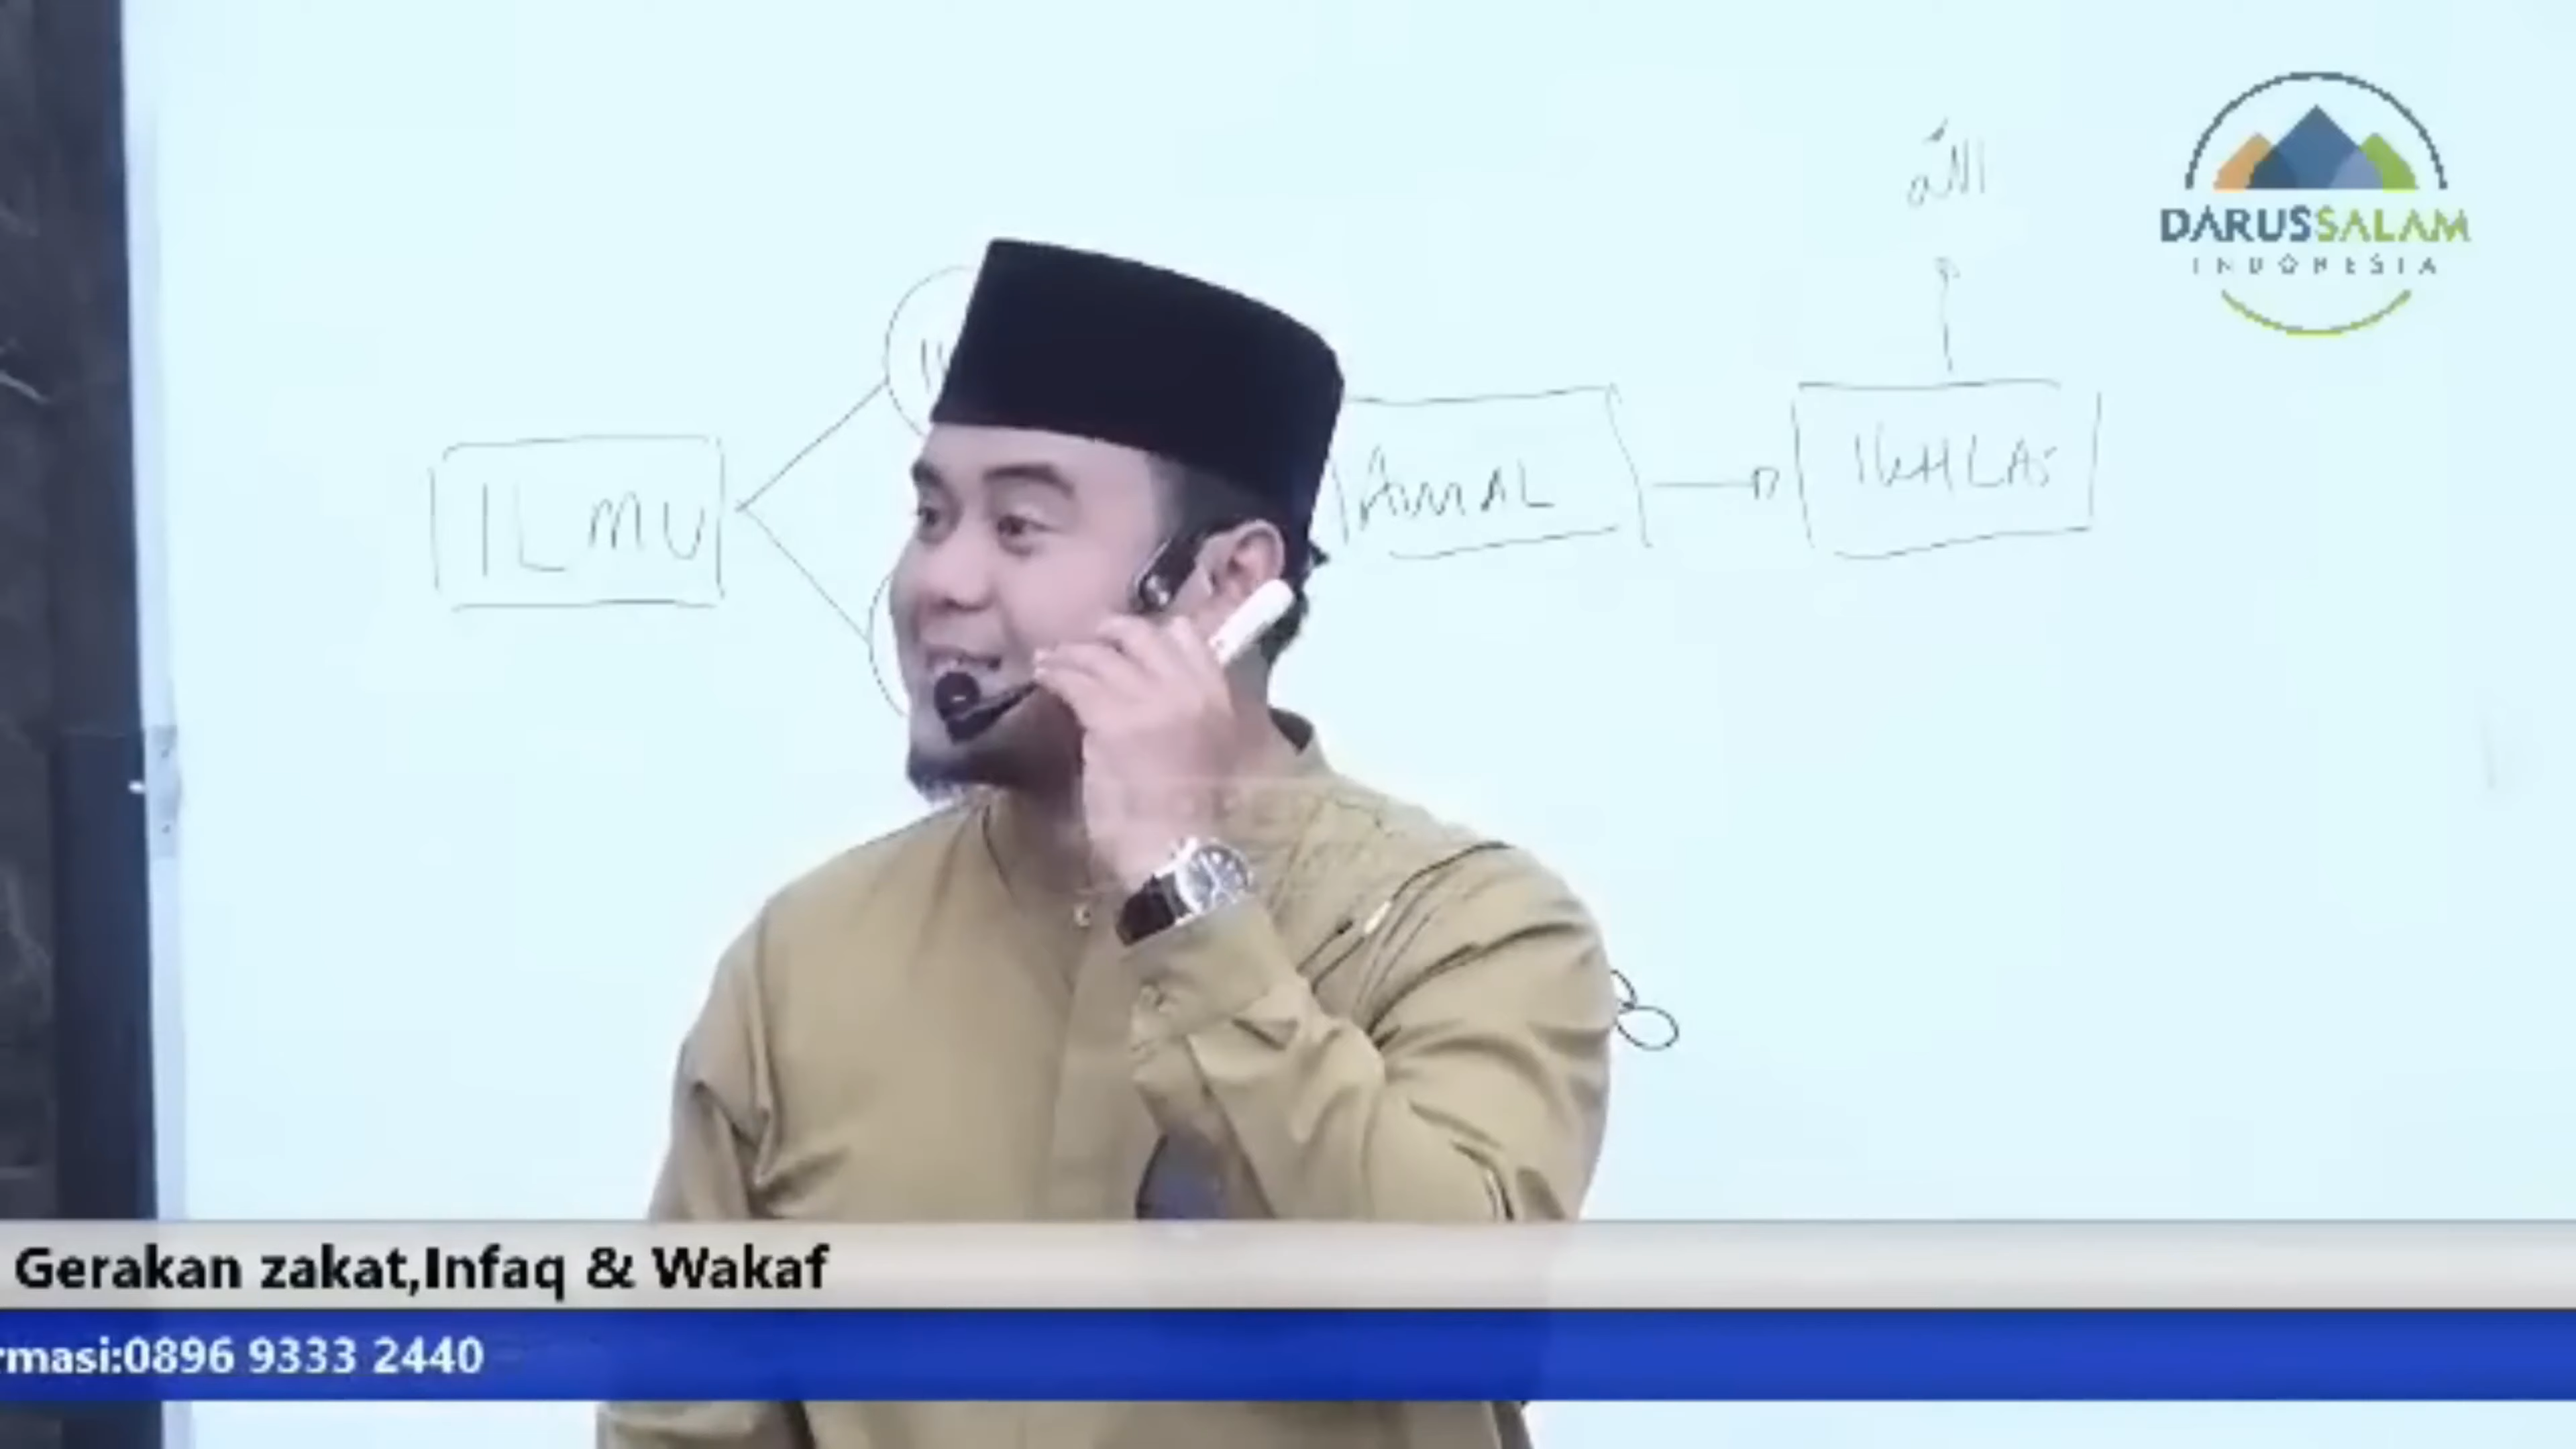 الله
DARUSSALAM
INDONESIA
ILMU
AMAL
IKHLAS
Gerakan zakat,Infaq & Wakaf
rmasi:0896 9333 2440